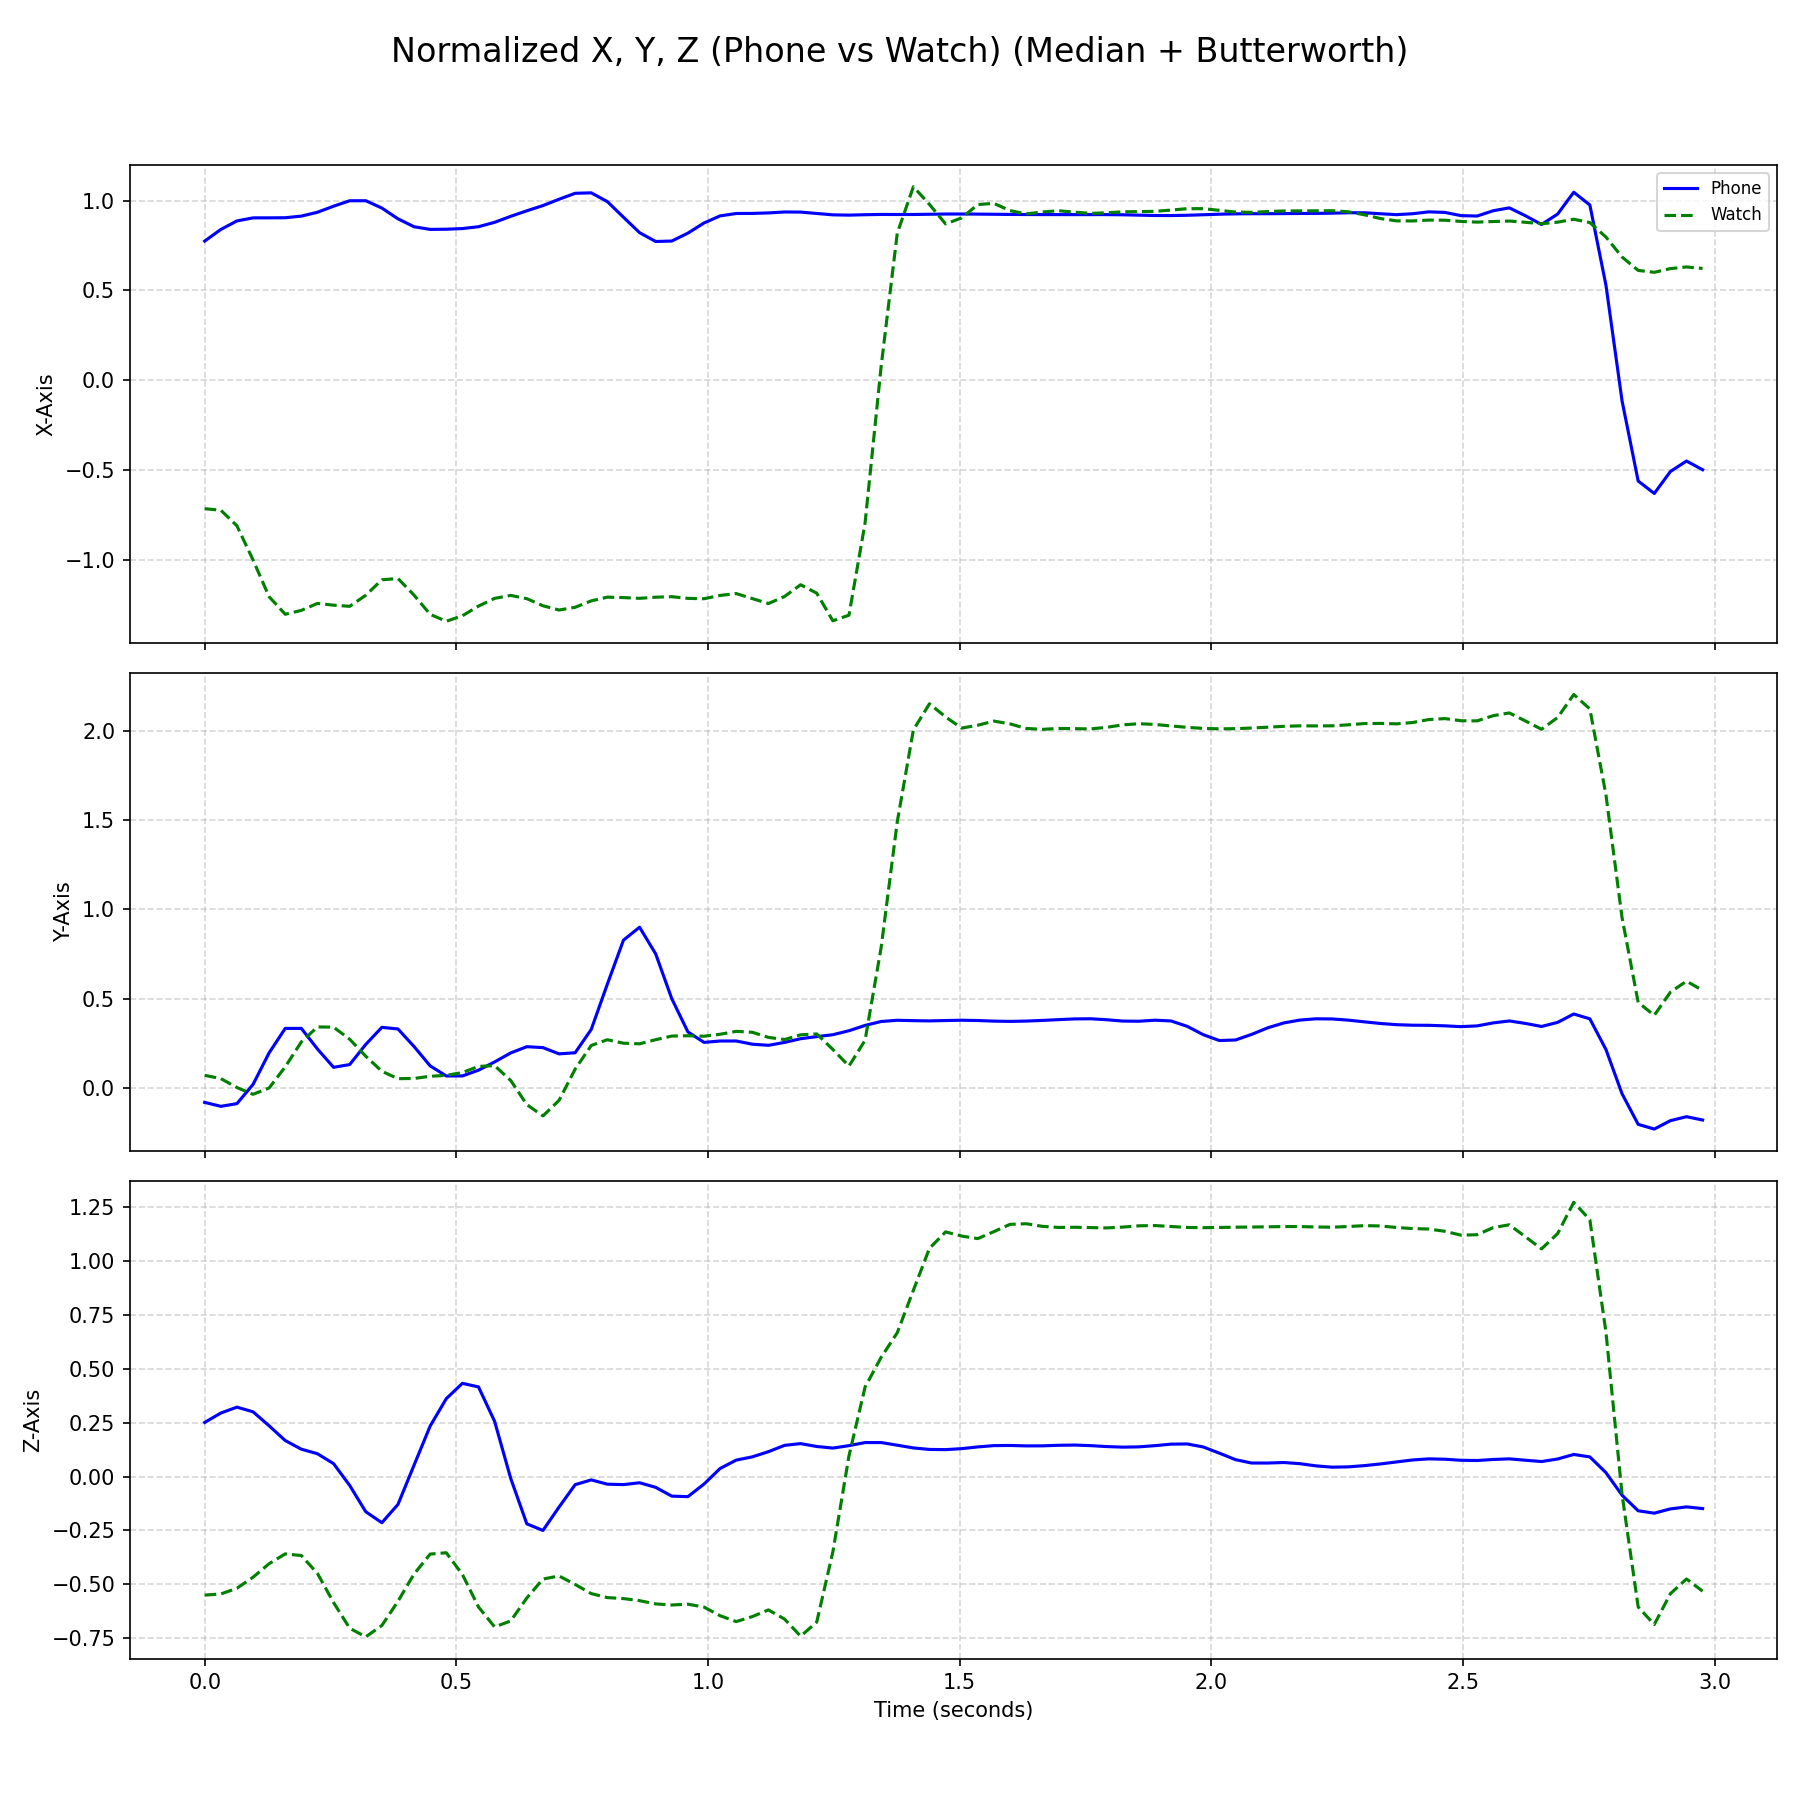 Normalized X, Y, Z (Phone vs Watch) (Median + Butterworth)
Phone
Watch
1.0
0.5
0.0
−0.5
−1.0
X-Axis
2.0
1.5
1.0
0.5
0.0
Y-Axis
1.25
1.00
0.75
0.50
0.25
0.00
−0.25
−0.50
−0.75
Z-Axis
0.0 0.5 1.0 1.5 2.0 2.5 3.0
Time (seconds)